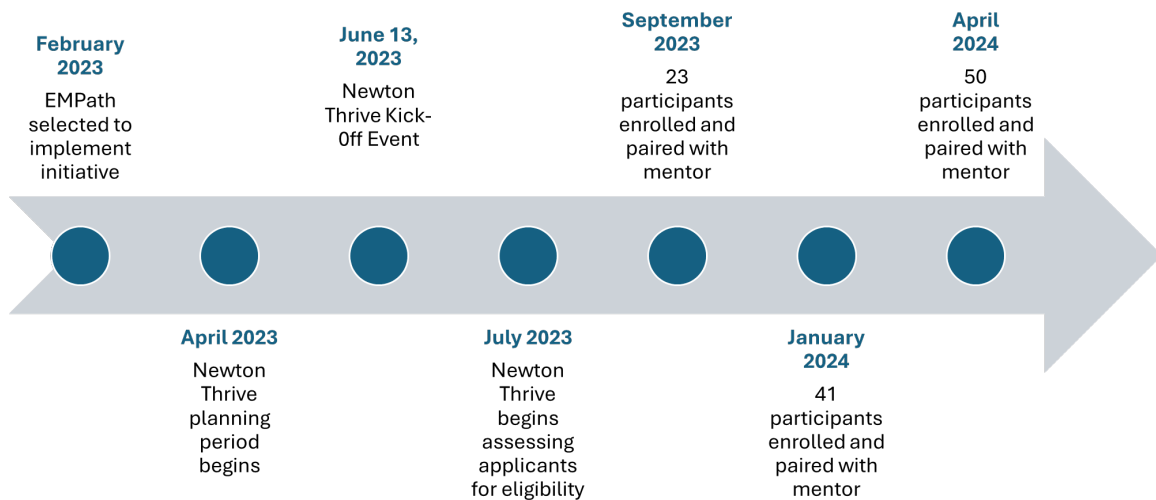 February
2023
EMPath
selected to
implement
initiative
April 2023
Newton
Thrive
planning
period
begins
June 13,
2023
Newton
Thrive Kick-
0ff Event
July 2023
Newton
Thrive
begins
assessing
applicants
for eligibility
September
2023
23
participants
enrolled and
paired with
mentor
January
2024
41
participants
enrolled and
paired with
mentor
April
2024
50
participants
enrolled and
paired with
mentor